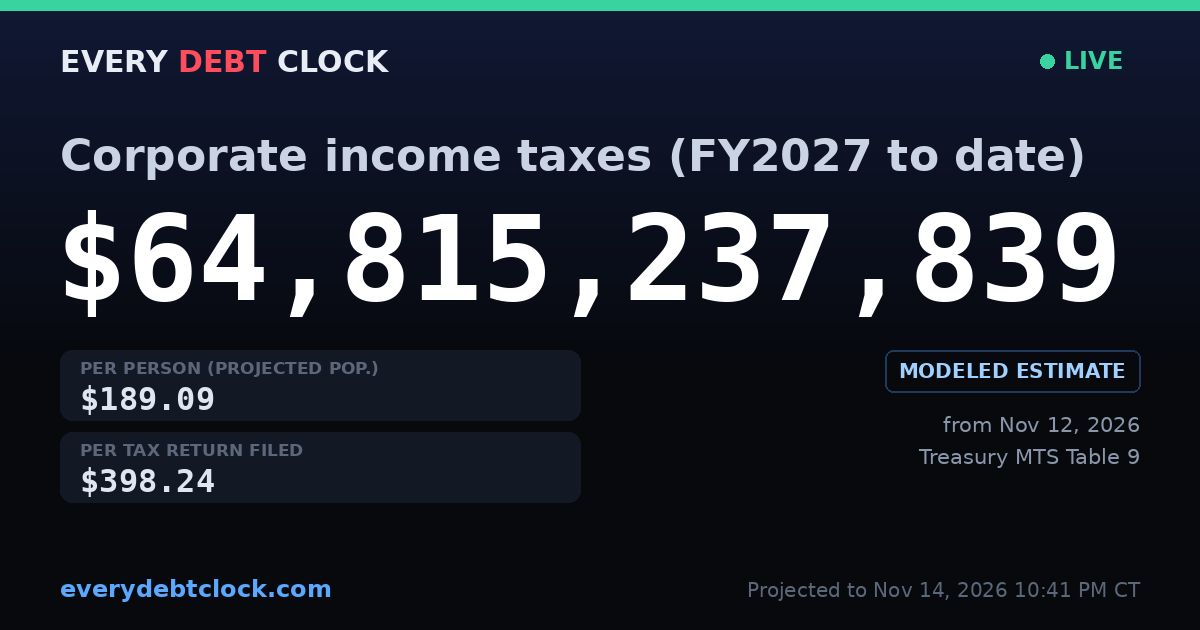 EVERY DEBT CLOCK
LIVE
Corporate income taxes (FY2027 to date)
$64,815,237,839
PER PERSON (PROJECTED POP.)
$189.09
MODELED ESTIMATE
from Nov 12, 2026
Treasury MTS Table 9
PER TAX RETURN FILED
$398.24
everydebtclock.com
Projected to Nov 14, 2026 10:41 PM CT